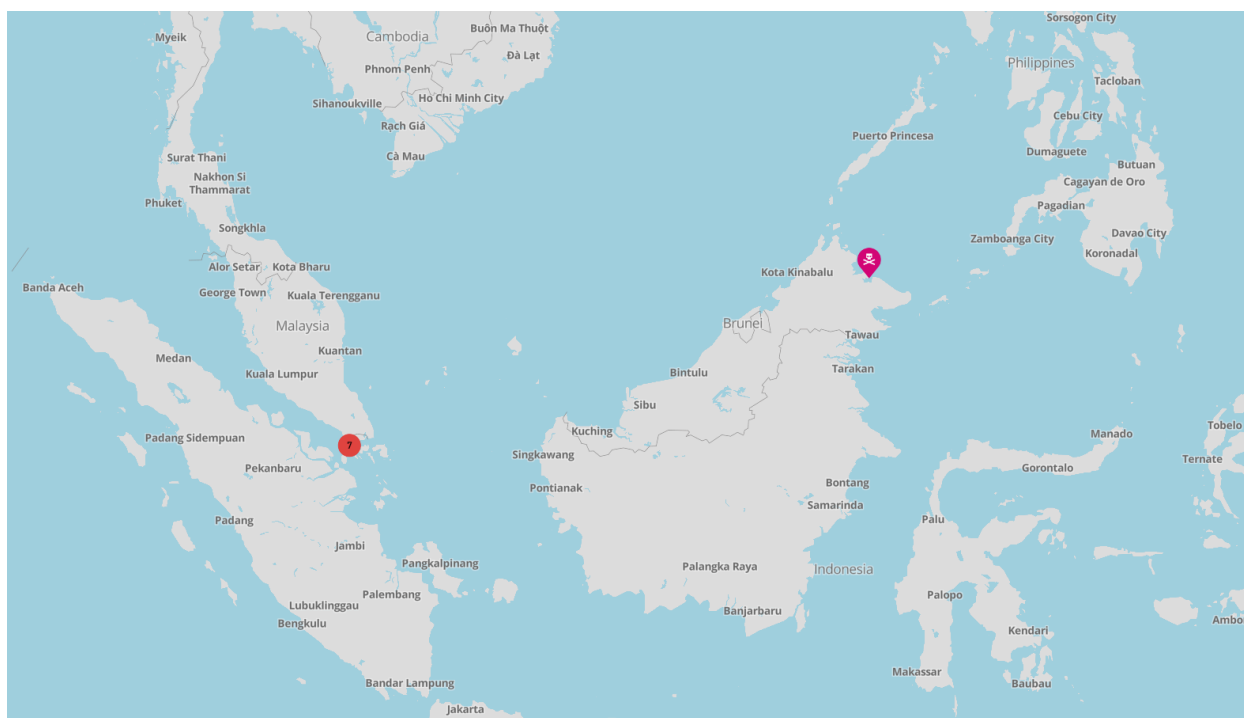 Sorsogon City
Myeik
Cambodia
Buôn Ma Thuột
Đà Lạt
Philippines
Phnom Penh
Tacloban
Sihanoukville
Ho Chi Minh City
Cebu City
Rạch Giá
Puerto Princesa
Cà Mau
Dumaguete
Surat Thani
Butuan
Nakhon Si
Thammarat
Cagayan de Oro
Phuket
Pagadian
Songkhla
Zamboanga City
Davao City
Koronadal
Alor Setar
Kota Bharu
Kota Kinabalu
Banda Aceh
George Town
Kuala Terengganu
Malaysia
Brunei
Tawau
Kuantan
Medan
Kuala Lumpur
Bintulu
Tarakan
Sibu
Tobelo
Kuching
Manado
Padang Sidempuan
7
Singkawang
Ternate
Pekanbaru
Gorontalo
Pontianak
Bontang
Samarinda
Padang
Palu
Jambi
Pangkalpinang
Palangka Raya
Indonesia
Palembang
Palopo
Lubuklinggau
Banjarbaru
Bengkulu
Ambo
Kendari
Makassar
Bandar Lampung
Baubau
Jakarta